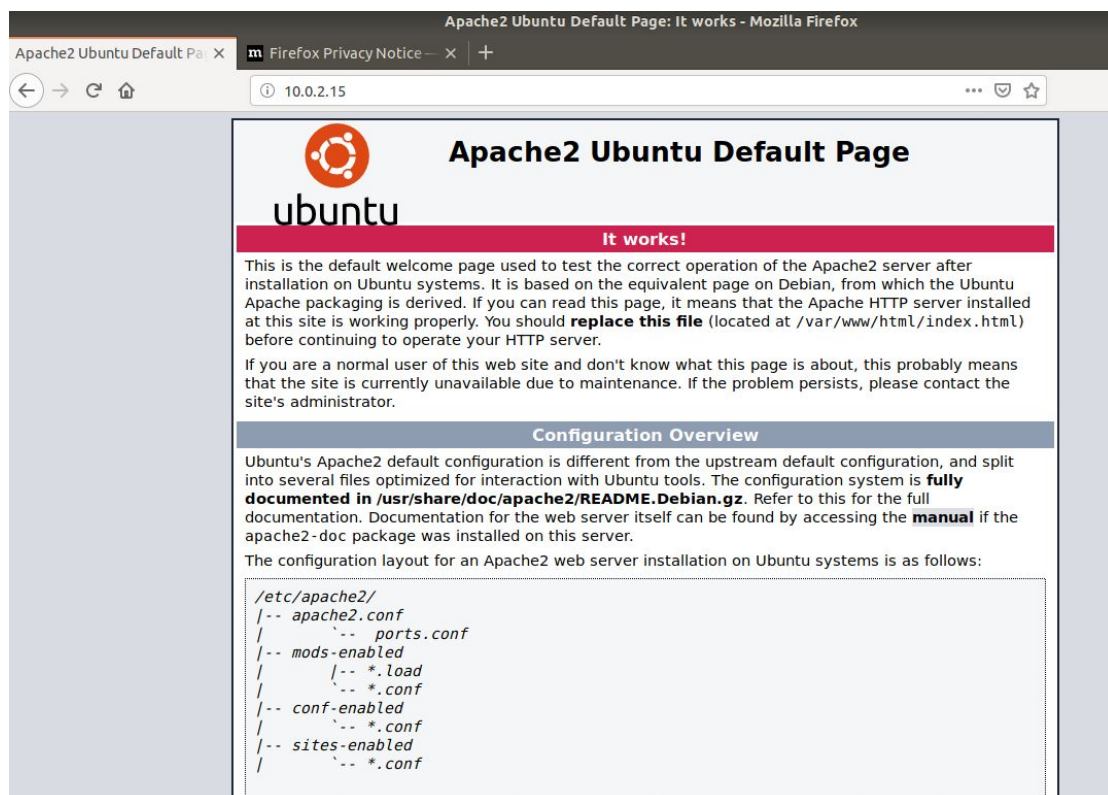 Apache2 Ubuntu Default Page: It works - Mozilla Firefox
Apache2 Ubuntu Default Pa
m Firefox Privacy Notice —
10.0.2.15
ubuntu
Apache2 Ubuntu Default Page
It works!
This is the default welcome page used to test the correct operation of the Apache2 server after
installation on Ubuntu systems. It is based on the equivalent page on Debian, from which the Ubuntu
Apache packaging is derived. If you can read this page, it means that the Apache HTTP server installed
at this site is working properly. You should replace this file (located at /var/www/html/index.html)
before continuing to operate your HTTP server.
If you are a normal user of this web site and don't know what this page is about, this probably means
that the site is currently unavailable due to maintenance. If the problem persists, please contact the
site's administrator.
Configuration Overview
Ubuntu's Apache2 default configuration is different from the upstream default configuration, and split
into several files optimized for interaction with Ubuntu tools. The configuration system is fully
documented in /usr/share/doc/apache2/README.Debian.gz. Refer to this for the full
documentation. Documentation for the web server itself can be found by accessing the manual if the
apache2-doc package was installed on this server.
The configuration layout for an Apache2 web server installation on Ubuntu systems is as follows:
/etc/apache2/
|-- apache2.conf
|       `--  ports.conf
|-- mods-enabled
|       |-- *.load
|       `-- *.conf
|-- conf-enabled
|       `-- *.conf
|-- sites-enabled
|       `-- *.conf